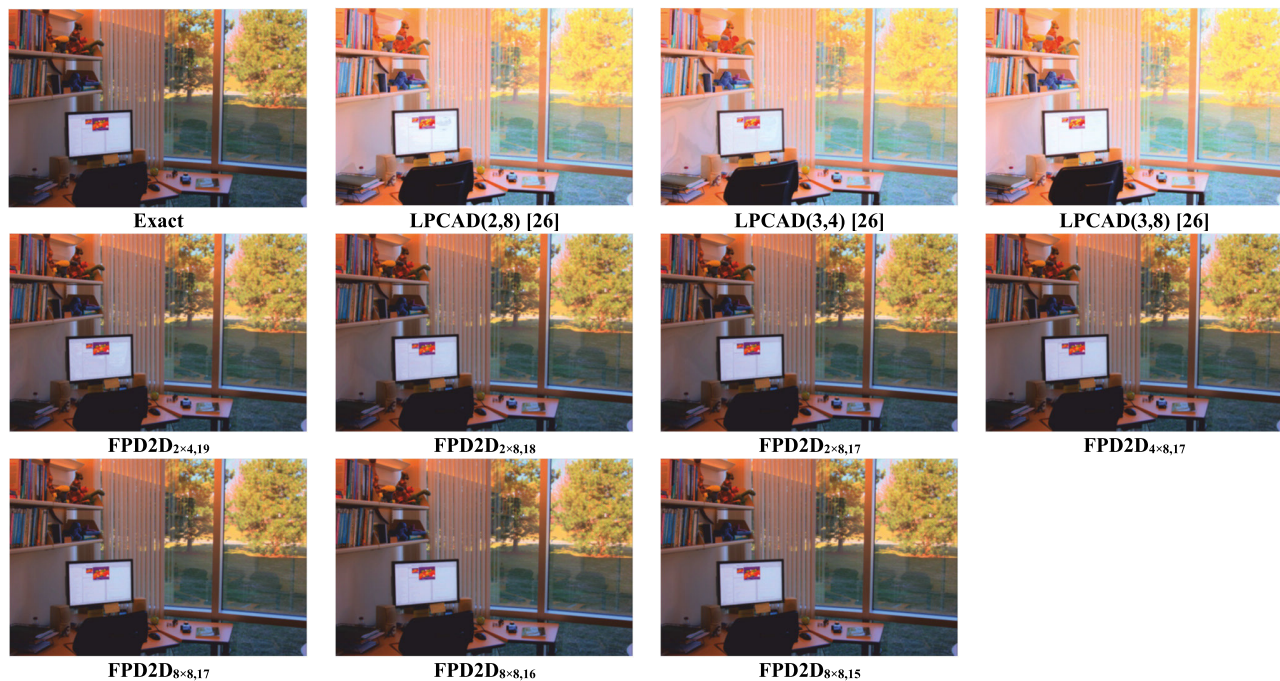 Exact
LPCAD(2,8) [26]
LPCAD(3,4) [26]
LPCAD(3,8) [26]
FPD2D2×4,19
FPD2D2×8,18
FPD2D2×8,17
FPD2D4×8,17
FPD2D8×8,17
FPD2D8×8,16
FPD2D8×8,15